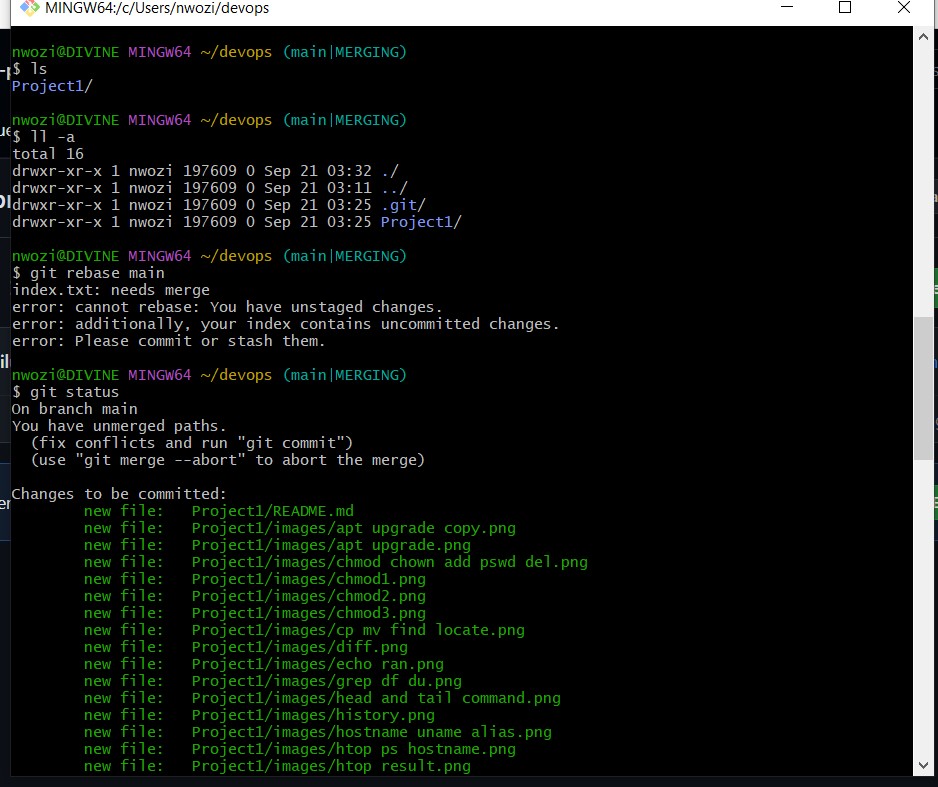 MINGW64:/c/Users/nwozi/devops
nwozi@DIVINE MINGW64 ~/devops (main|MERGING)
$ ls
Project1/
nwozi@DIVINE MINGW64 ~/devops (main|MERGING)
$ ll -a
total 16
drwxr-xr-x 1 nwozi 197609 0 Sep 21 03:32 ./
drwxr-xr-x 1 nwozi 197609 0 Sep 21 03:11 ../
drwxr-xr-x 1 nwozi 197609 0 Sep 21 03:25 .git/
drwxr-xr-x 1 nwozi 197609 0 Sep 21 03:25 Project1/
nwozi@DIVINE MINGW64 ~/devops (main|MERGING)
$ git rebase main
index.txt: needs merge
error: cannot rebase: You have unstaged changes.
error: additionally, your index contains uncommitted changes.
error: Please commit or stash them.
nwozi@DIVINE MINGW64 ~/devops (main|MERGING)
$ git status
On branch main
You have unmerged paths.
(fix conflicts and run "git commit")
(use "git merge --abort" to abort the merge)
Changes to be committed:
new file: Project1/README.md
new file: Project1/images/apt upgrade copy.png
new file: Project1/images/apt upgrade.png
new file: Project1/images/chmod chown add pswd del.png
new file: Project1/images/chmod1.png
new file: Project1/images/chmod2.png
new file: Project1/images/chmod3.png
new file: Project1/images/cp mv find locate.png
new file: Project1/images/diff.png
new file: Project1/images/echo ran.png
new file: Project1/images/grep df du.png
new file: Project1/images/head and tail command.png
new file: Project1/images/history.png
new file: Project1/images/hostname uname alias.png
new file: Project1/images/htop ps hostname.png
new file: Project1/images/htop result.png